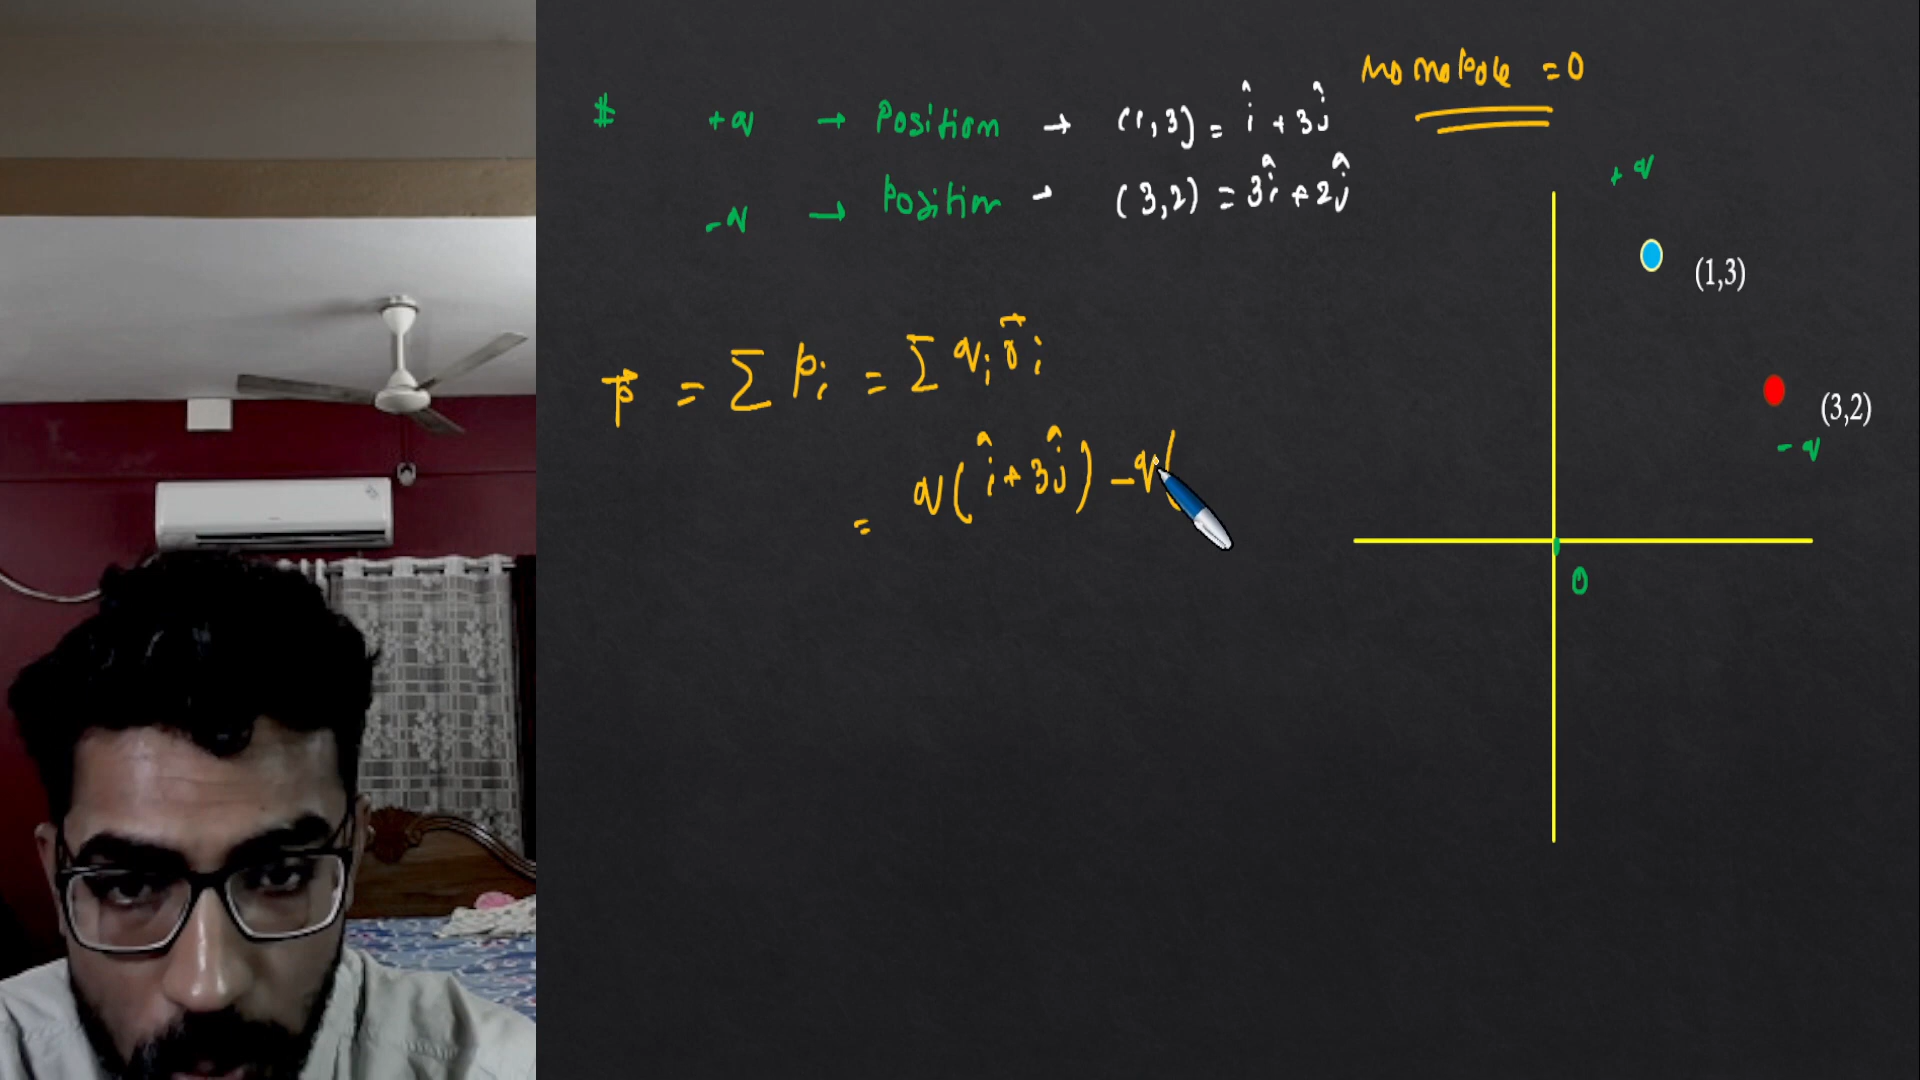 # +q → Position → (1,3) = î + 3ĵ
-q → Position - (3,2) = 3î + 2ĵ
Monopole = 0
p⃗ = Σ pᵢ = Σ qᵢ r⃗ᵢ
= q(î + 3ĵ) - q(
+q
(1,3)
(3,2)
-q
0